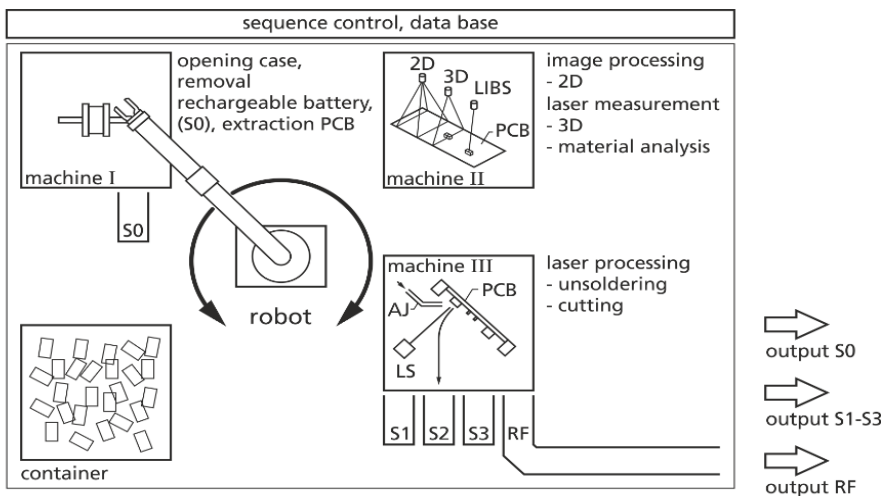 sequence control, data base
opening case,
removal
rechargeable battery,
(S0), extraction PCB
machine I
S0
2D
3D
LIBS
PCB
machine II
image processing
- 2D
laser measurement
- 3D
- material analysis
robot
machine III
PCB
AJ
LS
laser processing
- unsoldering
- cutting
S1
S2
S3
RF
container
output S0
output S1-S3
output RF